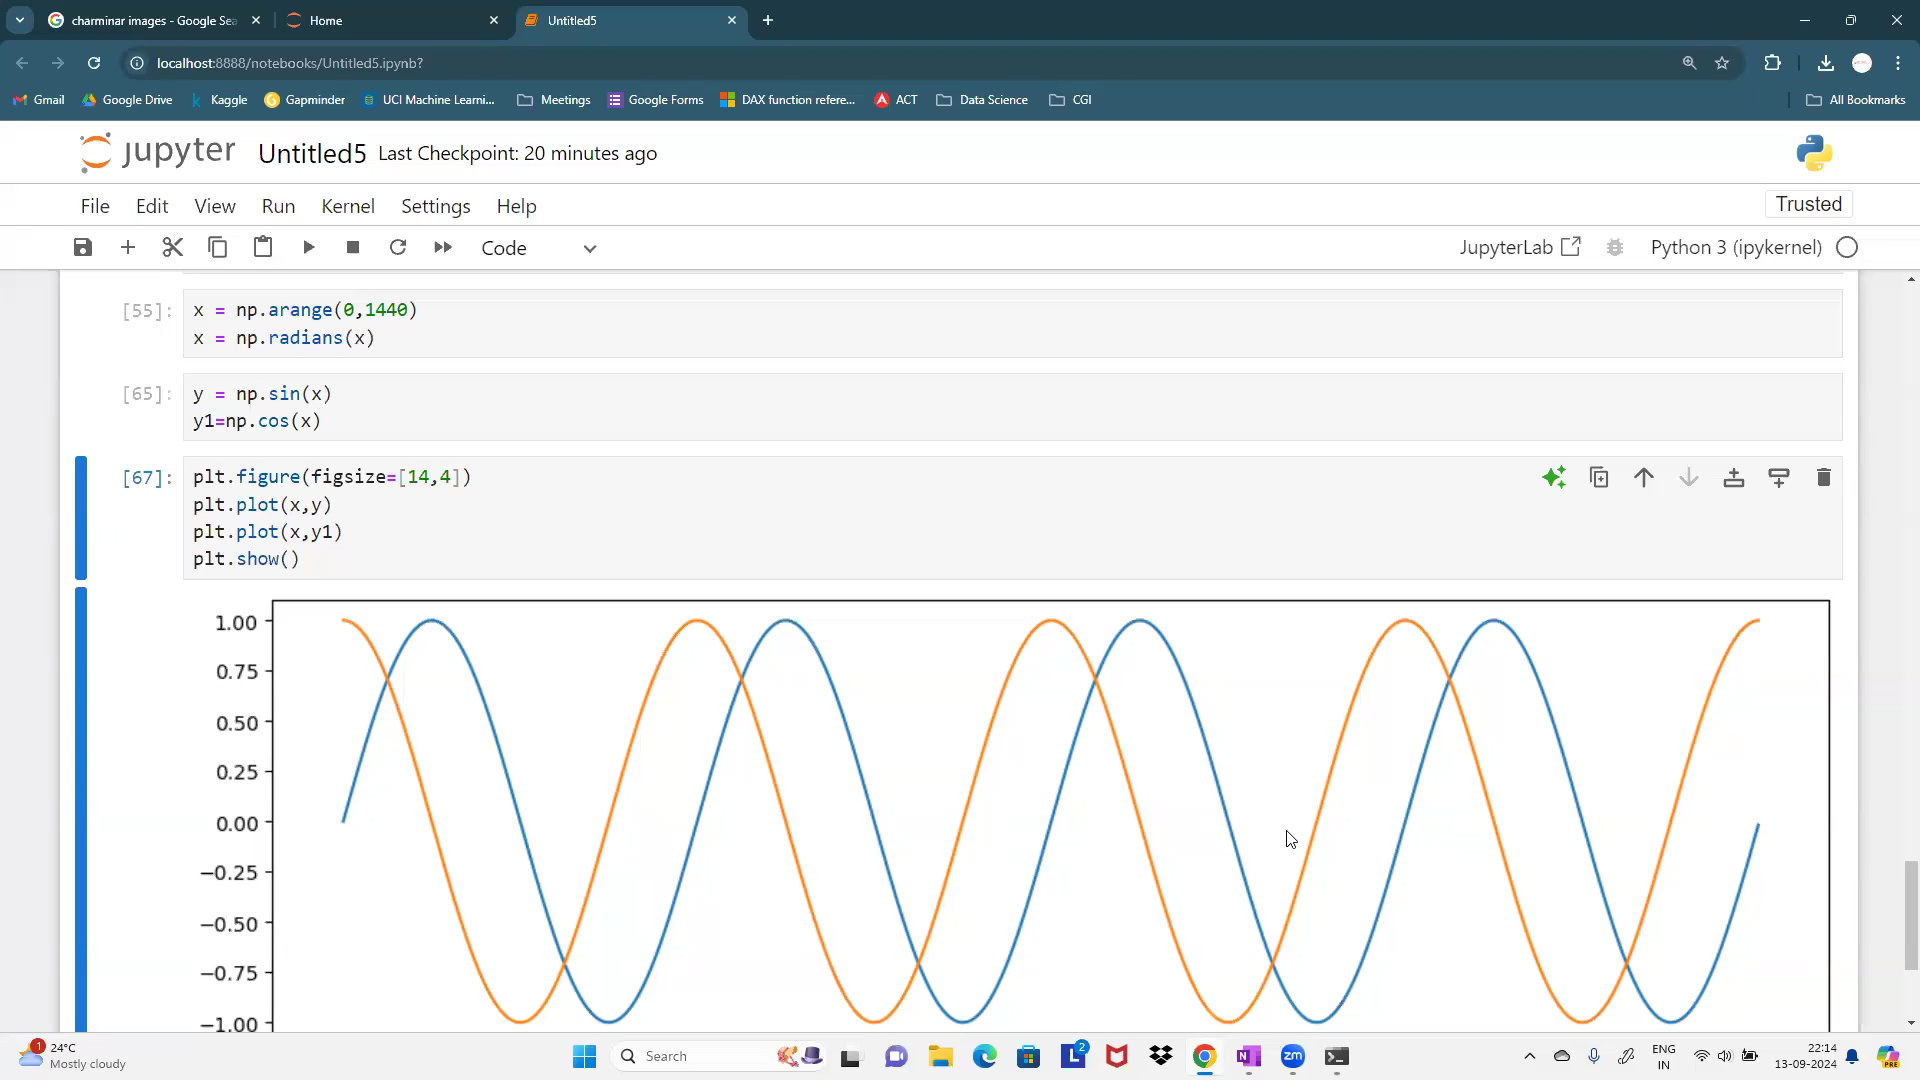 charminar images - Google Sea
Home
Untitled5
localhost:8888/notebooks/Untitled5.ipynb?
Gmail
Google Drive
Kaggle
Gapminder
UCI Machine Learni...
Meetings
Google Forms
DAX function refere...
ACT
Data Science
CGI
All Bookmarks
jupyter
Untitled5
Last Checkpoint: 20 minutes ago
File Edit View Run Kernel Settings Help
Trusted
Code
JupyterLab
Python 3 (ipykernel)
[55]:
x = np.arange(0,1440)
x = np.radians(x)
[65]:
y = np.sin(x)
y1=np.cos(x)
[67]:
plt.figure(figsize=[14,4])
plt.plot(x,y)
plt.plot(x,y1)
plt.show()
1.00
0.75
0.50
0.25
0.00
−0.25
−0.50
−0.75
−1.00
1
24°C
Mostly cloudy
Search
L
2
N
zm
ENG
IN
22:14
13-09-2024
PRE